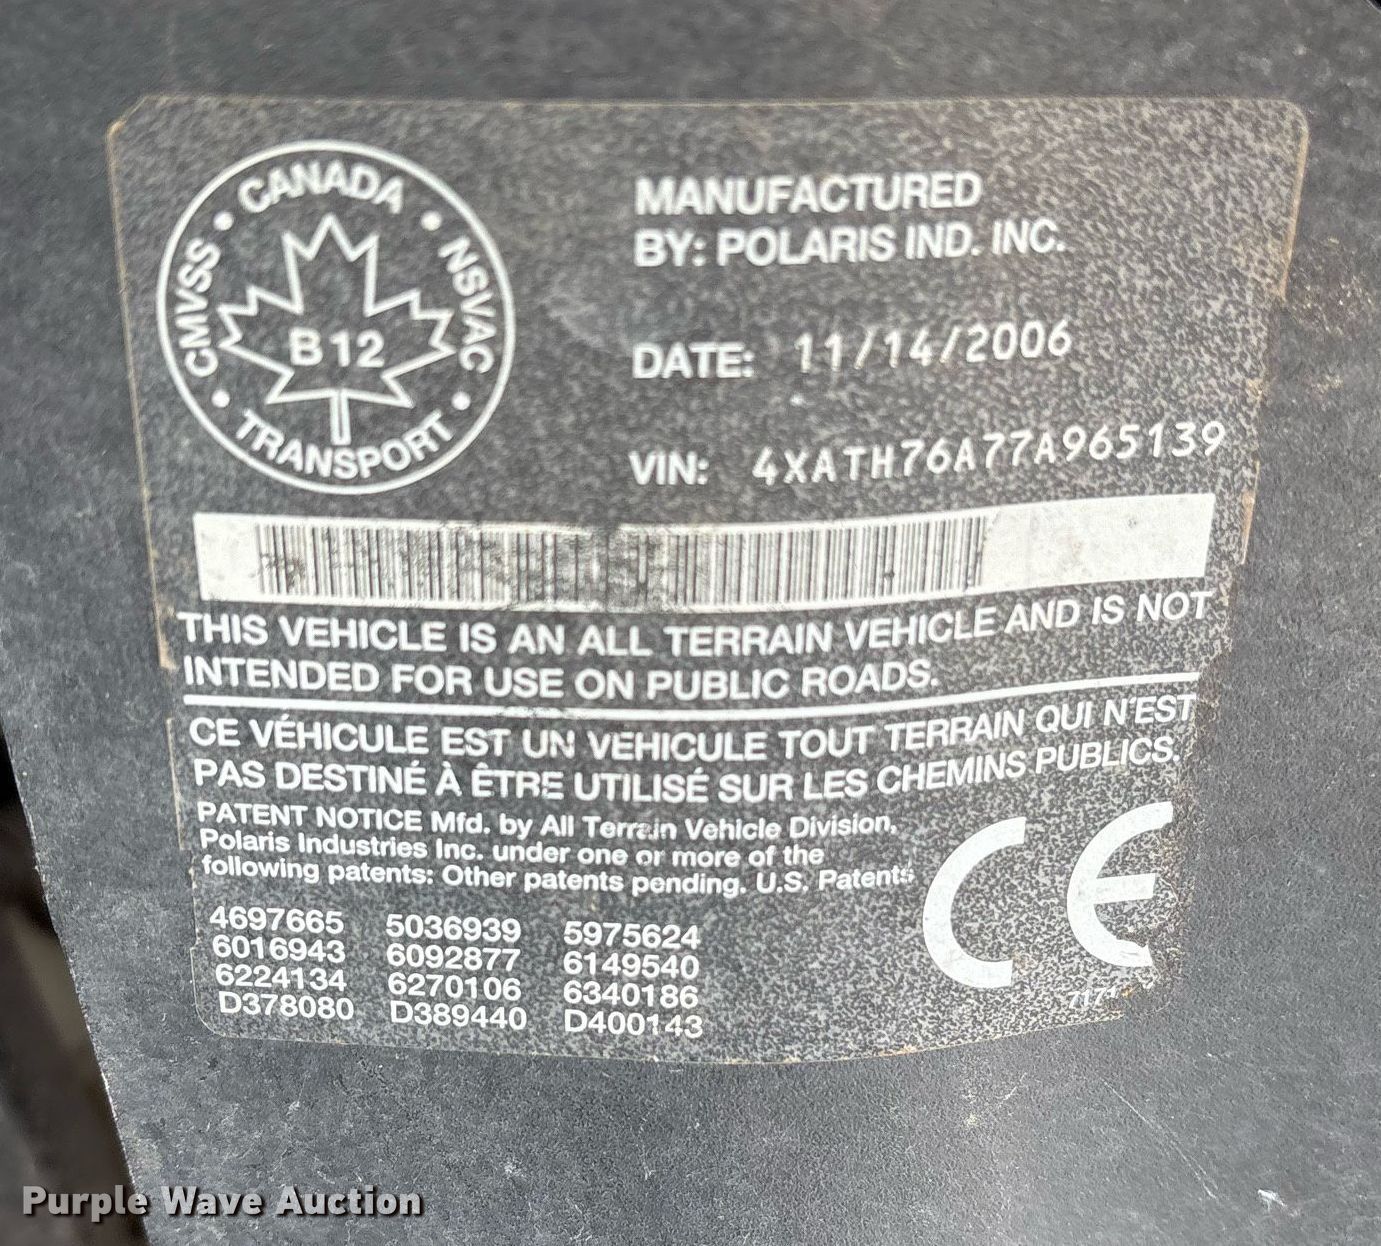 CANADA
CMVSS
NSVAC
B12
TRANSPORT
MANUFACTURED
BY: POLARIS IND. INC.
DATE: 11/14/2006
VIN: 4XATH76A77A965139
THIS VEHICLE IS AN ALL TERRAIN VEHICLE AND IS NOT
INTENDED FOR USE ON PUBLIC ROADS.
CE VÉHICULE EST UN VÉHICULE TOUT TERRAIN QUI N'EST
PAS DESTINÉ À ÊTRE UTILISÉ SUR LES CHEMINS PUBLICS.
PATENT NOTICE Mfd. by All Terrain Vehicle Division,
Polaris Industries Inc. under one or more of the
following patents: Other patents pending. U.S. Patents
4697665 5036939 5975624
6016943 6092877 6149540
6224134 6270106 6340186
D378080 D389440 D400143
CE
Purple Wave Auction